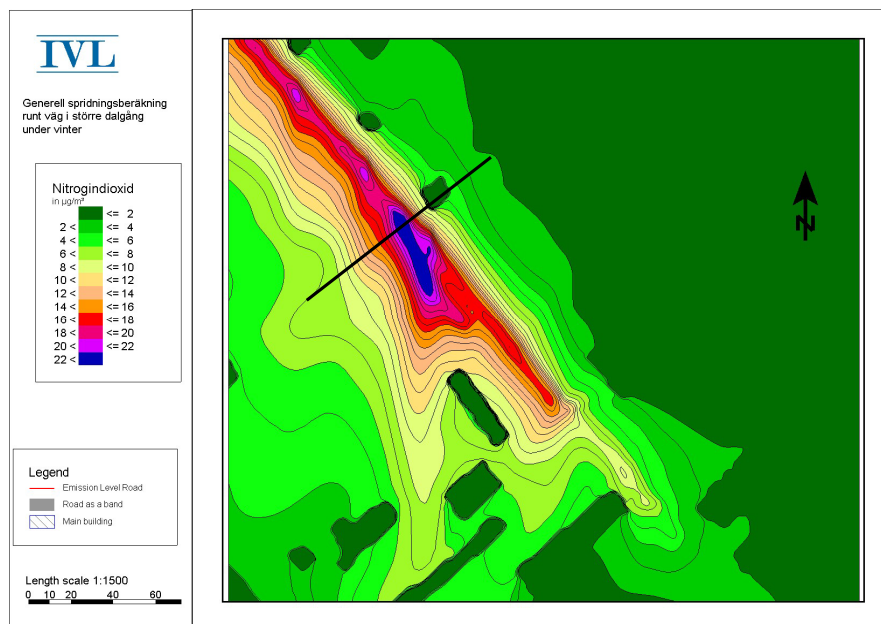 IVL
Generell spridningsberäkning
runt väg i större dalgång
under vinter
Nitrogindioxid
in µg/m³
<= 2
2 < <= 4
4 < <= 6
6 < <= 8
8 < <= 10
10 < <= 12
12 < <= 14
14 < <= 16
16 < <= 18
18 < <= 20
20 < <= 22
22 <
Legend
Emission Level Road
Road as a band
Main building
Length scale 1:1500
0 10 20 40 60
N